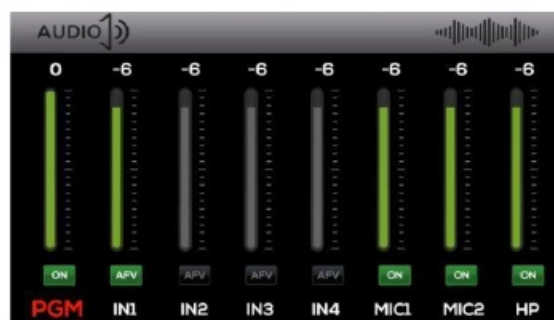 AUDIO
0 -6 -6 -6 -6 -6 -6 -6
ON AFV AFV AFV AFV ON ON ON
PGM IN1 IN2 IN3 IN4 MIC1 MIC2 HP